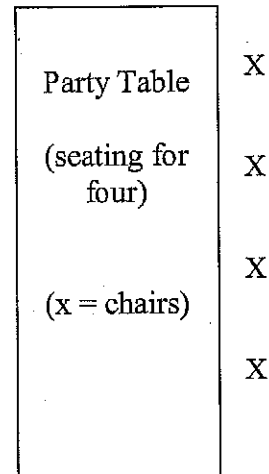 Party Table
X
(seating for
four)
X
X
(x = chairs)
X